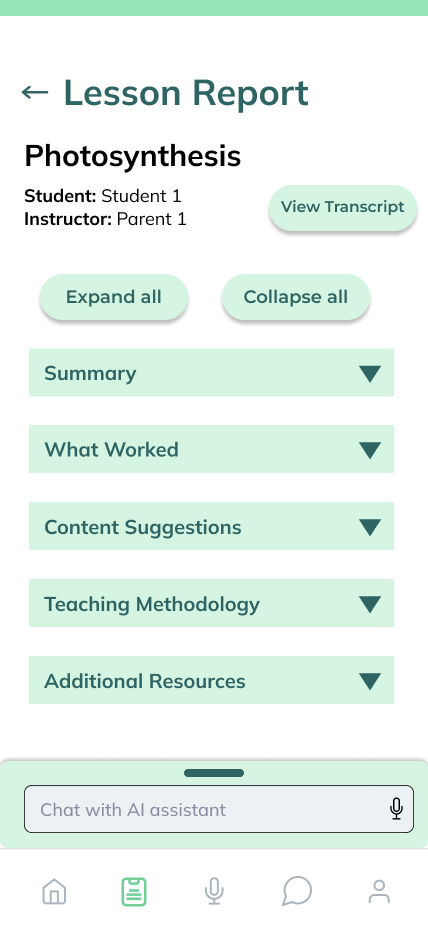 Lesson Report
Photosynthesis
Student: Student 1
Instructor: Parent 1
View Transcript
Expand all
Collapse all
Summary
What Worked
Content Suggestions
Teaching Methodology
Additional Resources
Chat with AI assistant